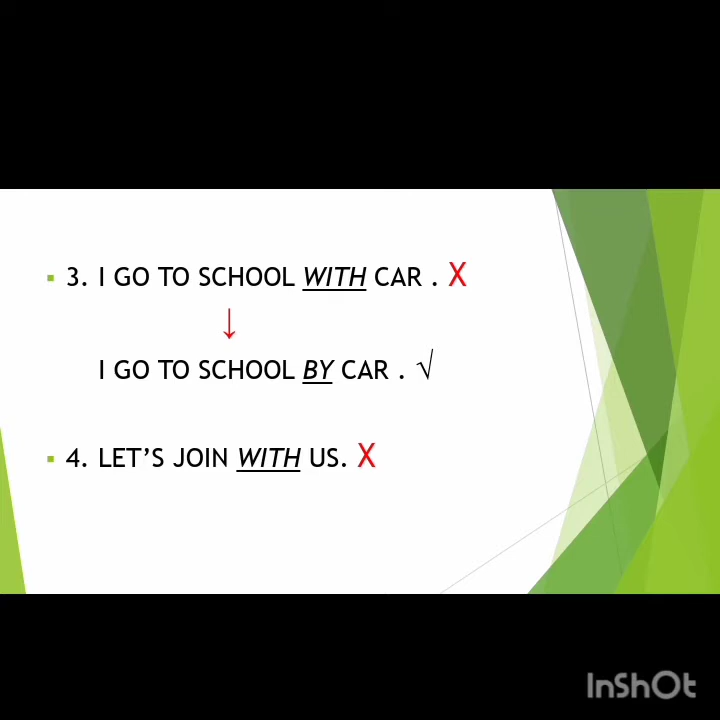 3. I GO TO SCHOOL WITH CAR . X
↓
I GO TO SCHOOL BY CAR . √
4. LET’S JOIN WITH US. X
InShOt